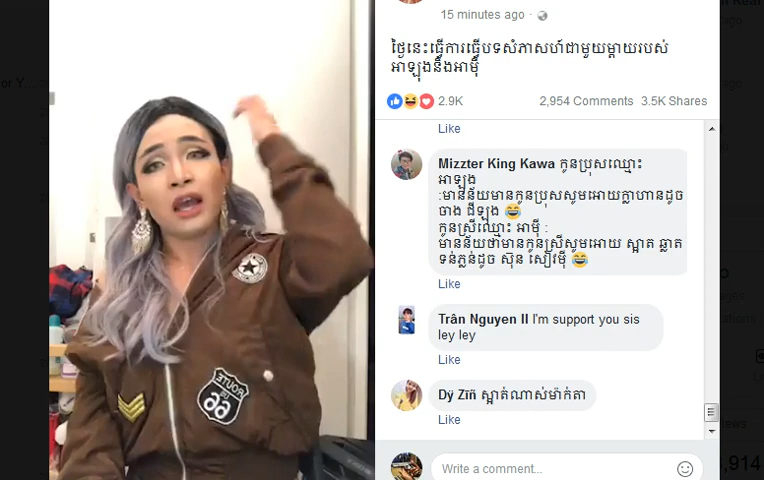 15 minutes ago
ថ្ងៃនេះធ្វើការធ្វើបទសំភាសហ៍ជាមួយម្តាយរបស់
អាឡុងនឹងអាម៉ី
2.9K 2,954 Comments 3.5K Shares
Like
Mizzter King Kawa កូនប្រុសឈ្មោះ
អាឡុង
:មានន័យមានកូនប្រុសសូមអោយក្លាហានដូច
ចាង ជីឡុង 😂
កូនស្រីឈ្មោះ អាម៉ី :
មានន័យថាមានកូនស្រីសូមអោយ ស្អាត ឆ្លាត
ទន់ភ្លន់ដូច ស៊ុន សៀវម៉ី 😂
Like
Trân Nguyen II I'm support you sis
ley ley
Like
Dÿ Zïñ ស្អាត់ណាស់ម៉ាក់តា
Like
Write a comment...
ROUTE
US
66
or Y
,914